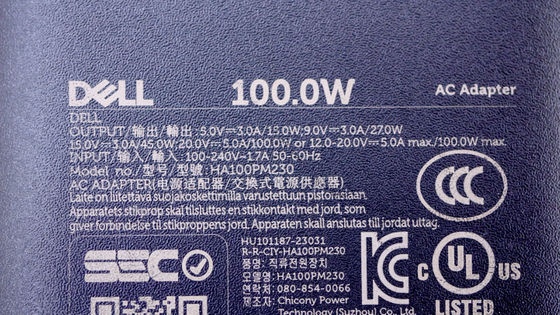 DELL 100.0W AC Adapter
DELL
OUTPUT/输出/輸出: 5.0V⎓3.0A/15.0W;9.0V⎓3.0A/27.0W
15.0V⎓3.0A/45.0W;20.0V⎓5.0A/100.0W or 12.0-20.0V⎓5.0A max./100.0W max.
INPUT/输入/輸入: 100-240V~1.7A 50-60Hz
Model no./型号/型號: HA100PM230
AC ADAPTER(电源适配器/交換式電源供應器)
Laite on liitettävä suojakoskettimilla varustettuun pistorasiaan.
Apparatets stikprop skal tilsluttes en stikkontakt med jord, som
giver forbindelse til stikproppens jord. Apparaten skall anslutas till jordat uttag.
CCC
SEC
HU101187-23031
R-R-CIY-HA100PM230
품명: 직류전원장치
모델명: HA100PM230
연락처: 080-854-0066
제조자: Chicony Power
Technology (Suzhou) Co., Ltd
KC
C UL US
LISTED